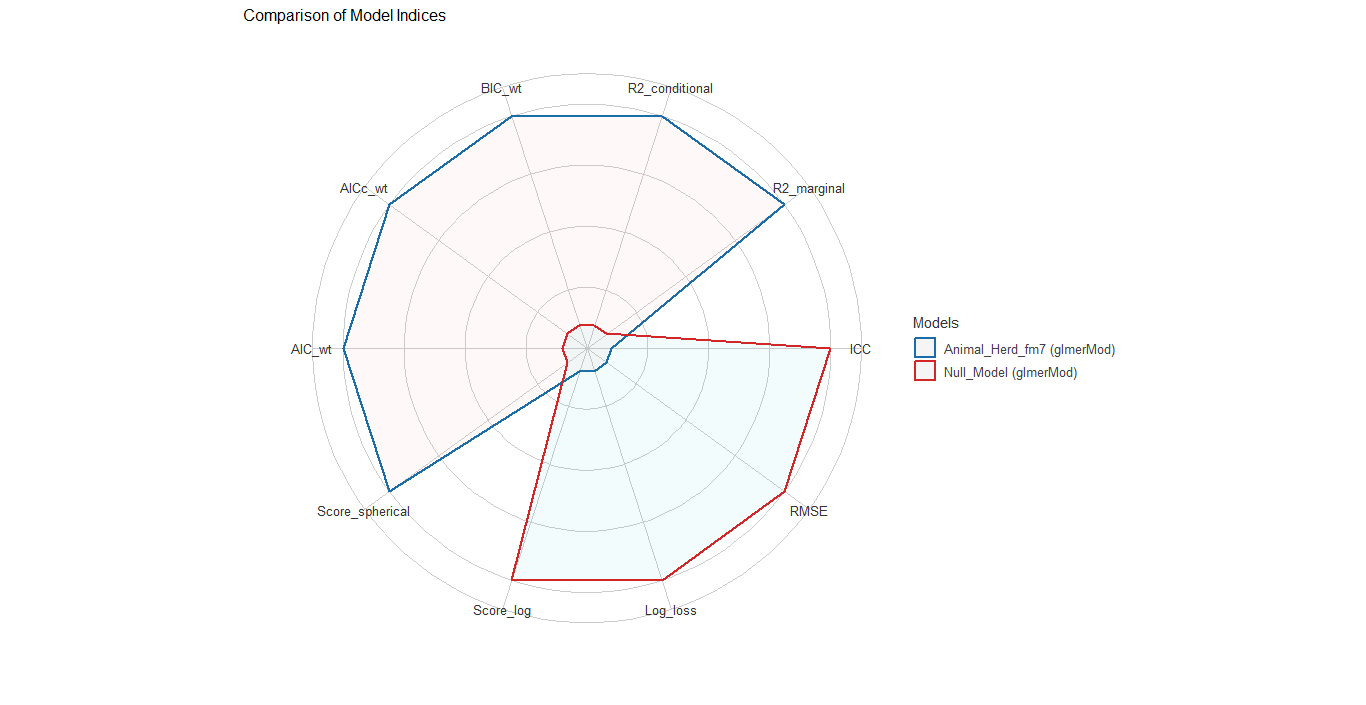 Comparison of Model Indices
BIC_wt
R2_conditional
AICc_wt
R2_marginal
AIC_wt
ICC
Score_spherical
RMSE
Score_log
Log_loss
Models
Animal_Herd_fm7 (glmerMod)
Null_Model (glmerMod)